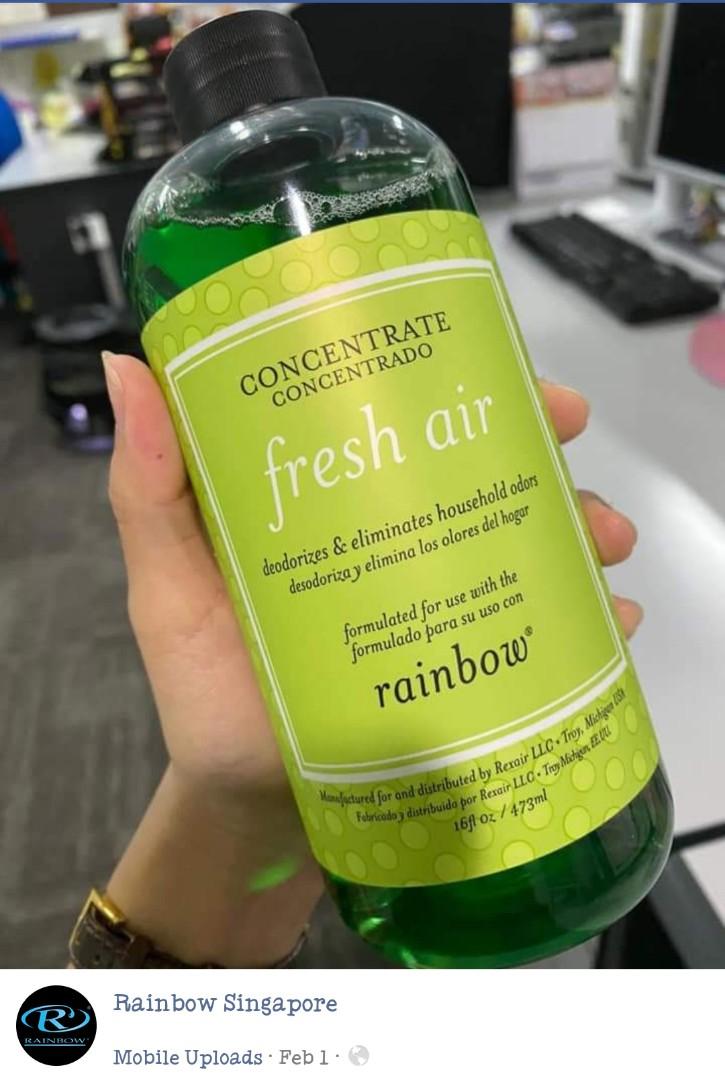 CONCENTRATE
CONCENTRADO
fresh air
deodorizes & eliminates household odors
desodoriza y elimina los olores del hogar
formulated for use with the
formulado para su uso con
rainbow®
Manufactured for and distributed by Rexair LLC • Troy, Michigan USA
Fabricado y distribuido por Rexair LLC • Troy Michigan, EE.UU.
16fl oz / 473ml
Rainbow Singapore
R
RAINBOW
Mobile Uploads · Feb 1 ·